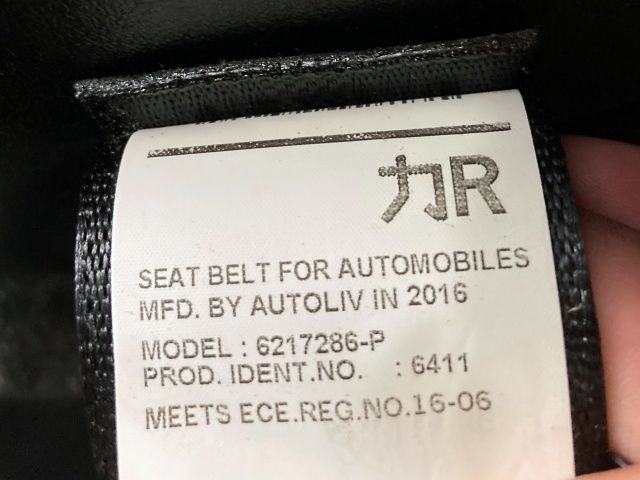 力R
SEAT BELT FOR AUTOMOBILES
MFD. BY AUTOLIV IN 2016
MODEL : 6217286-P
PROD. IDENT.NO. : 6411
MEETS ECE.REG.NO.16-06